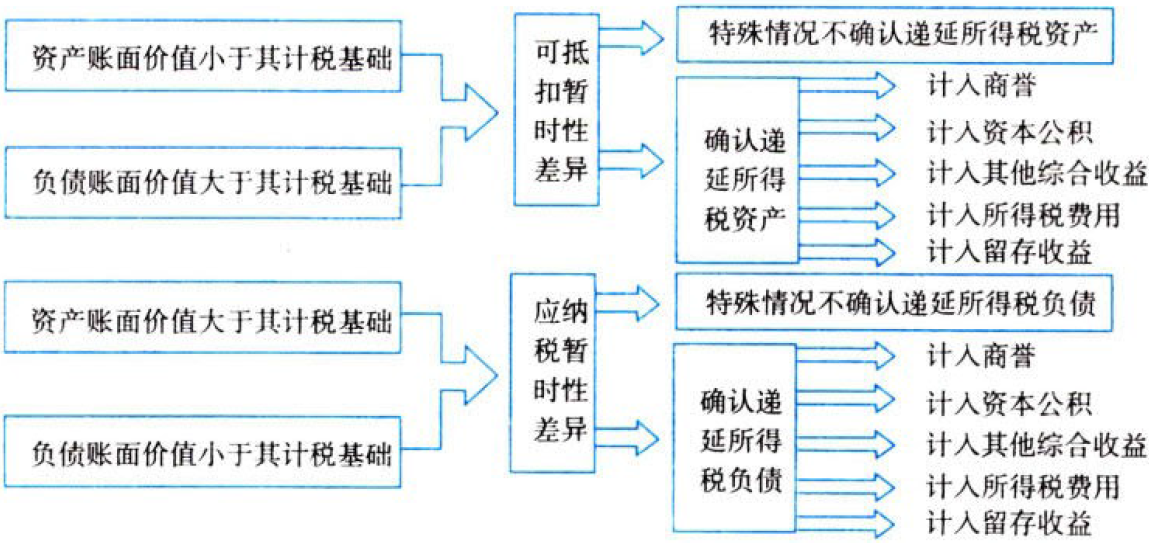 资产账面价值小于其计税基础
负债账面价值大于其计税基础
可抵
扣暂
时性
差异
特殊情况不确认递延所得税资产
确认递
延所得
税资产
计入商誉
计入资本公积
计入其他综合收益
计入所得税费用
计入留存收益
资产账面价值大于其计税基础
负债账面价值小于其计税基础
应纳
税暂
时性
差异
特殊情况不确认递延所得税负债
确认递
延所得
税负债
计入商誉
计入资本公积
计入其他综合收益
计入所得税费用
计入留存收益